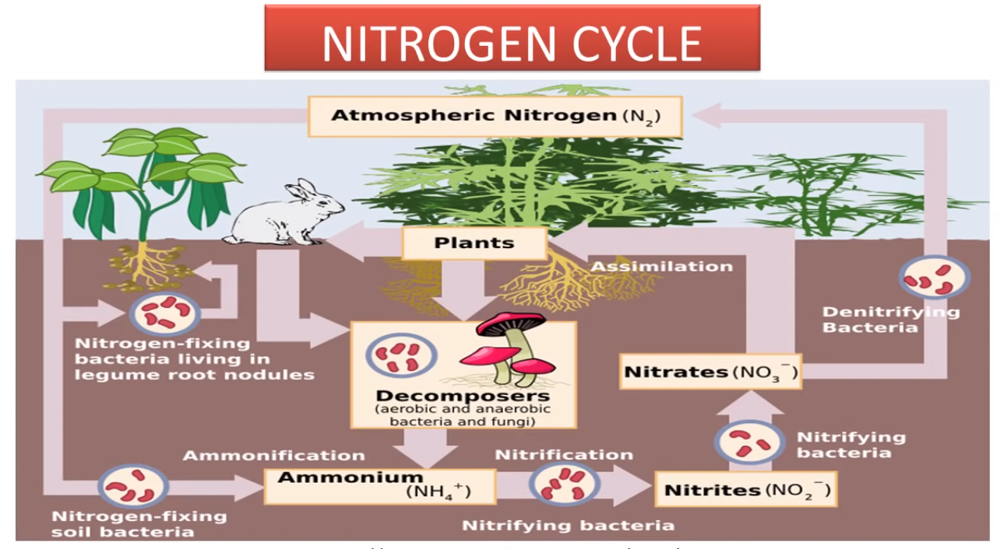 NITROGEN CYCLE
Atmospheric Nitrogen (N₂)
Plants
Assimilation
Denitrifying
Bacteria
Nitrogen-fixing
bacteria living in
legume root nodules
Nitrates (NO₃⁻)
Decomposers
(aerobic and anaerobic
bacteria and fungi)
Nitrifying
bacteria
Ammonification
Nitrification
Ammonium
(NH₄⁺)
Nitrites (NO₂⁻)
Nitrogen-fixing
soil bacteria
Nitrifying bacteria